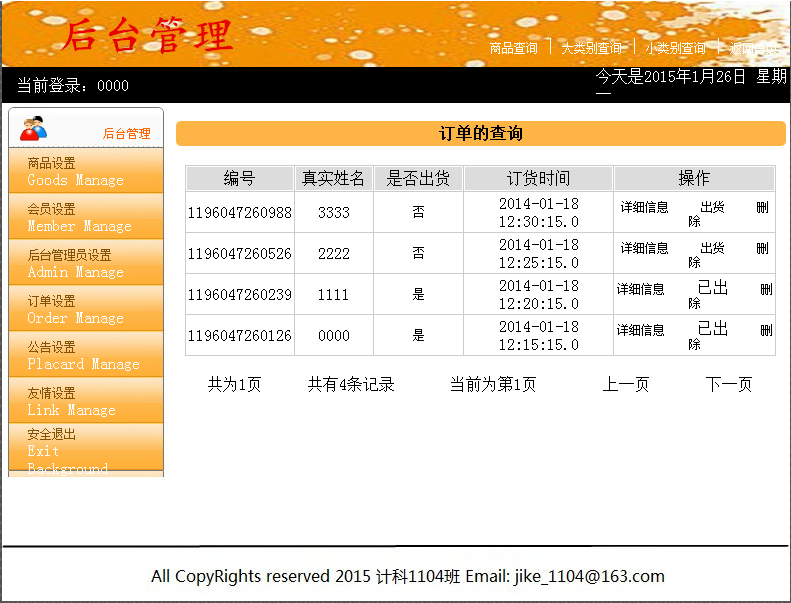 后台管理
商品查询 大类别查询 小类别查询
当前登录：0000
今天是2015年1月26日 星期一
后台管理
商品设置
Goods Manage
会员设置
Member Manage
后台管理员设置
Admin Manage
订单设置
Order Manage
公告设置
Placard Manage
友情设置
Link Manage
安全退出
Exit
Background
订单的查询
编号 真实姓名 是否出货 订货时间 操作
1196047260988 3333 否 2014-01-18 12:30:15.0 详细信息 出货 删除
1196047260526 2222 否 2014-01-18 12:25:15.0 详细信息 出货 删除
1196047260239 1111 是 2014-01-18 12:20:15.0 详细信息 已出 删除
1196047260126 0000 是 2014-01-18 12:15:15.0 详细信息 已出 删除
共为1页 共有4条记录 当前为第1页 上一页 下一页
All CopyRights reserved 2015 计科1104班 Email: jike_1104@163.com